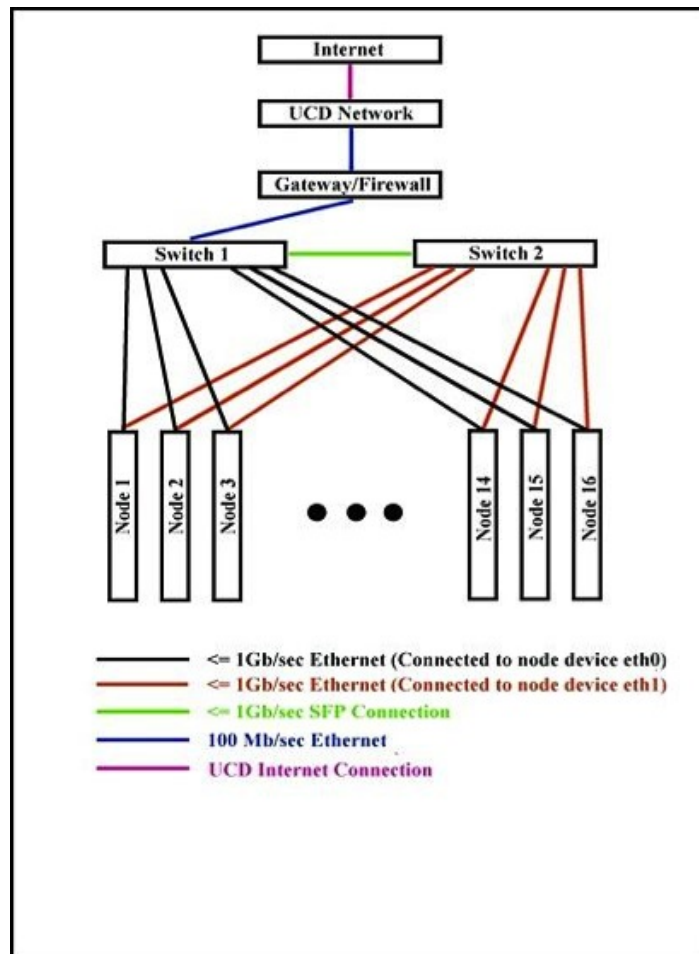 Internet
UCD Network
Gateway/Firewall
Switch 1
Switch 2
Node 1
Node 2
Node 3
Node 14
Node 15
Node 16
<= 1Gb/sec Ethernet (Connected to node device eth0)
<= 1Gb/sec Ethernet (Connected to node device eth1)
<= 1Gb/sec SFP Connection
100 Mb/sec Ethernet
UCD Internet Connection